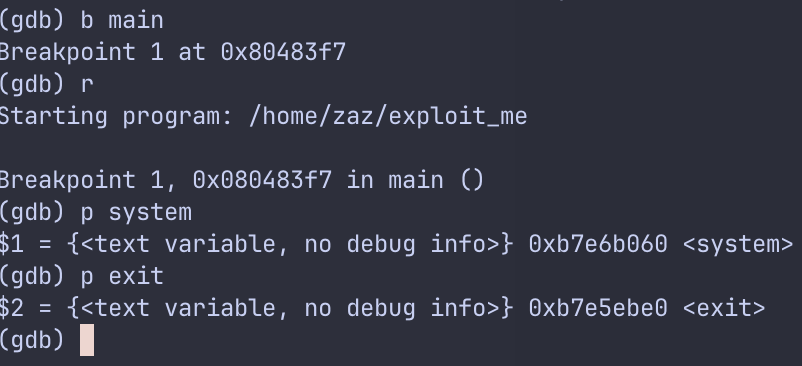 (gdb) b main
Breakpoint 1 at 0x80483f7
(gdb) r
Starting program: /home/zaz/exploit_me
Breakpoint 1, 0x080483f7 in main ()
(gdb) p system
$1 = {<text variable, no debug info>} 0xb7e6b060 <system>
(gdb) p exit
$2 = {<text variable, no debug info>} 0xb7e5ebe0 <exit>
(gdb)